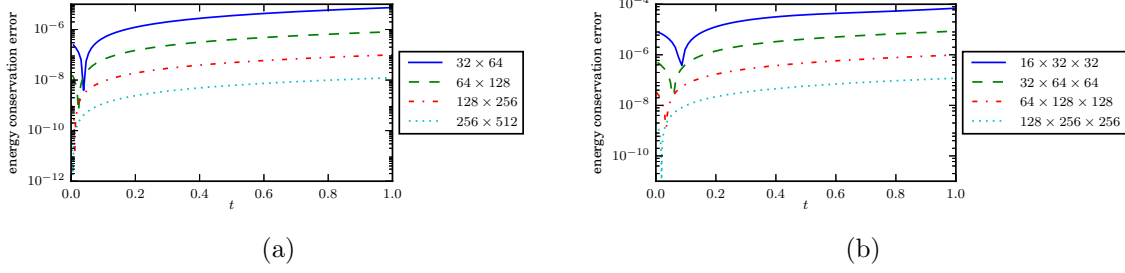 energy conservation error
10⁻⁶
10⁻⁸
10⁻¹⁰
10⁻¹²
0.0 0.2 0.4 0.6 0.8 1.0
t
32 × 64
64 × 128
128 × 256
256 × 512
(a)
energy conservation error
10⁻⁴
10⁻⁶
10⁻⁸
10⁻¹⁰
0.0 0.2 0.4 0.6 0.8 1.0
t
16 × 32 × 32
32 × 64 × 64
64 × 128 × 128
128 × 256 × 256
(b)